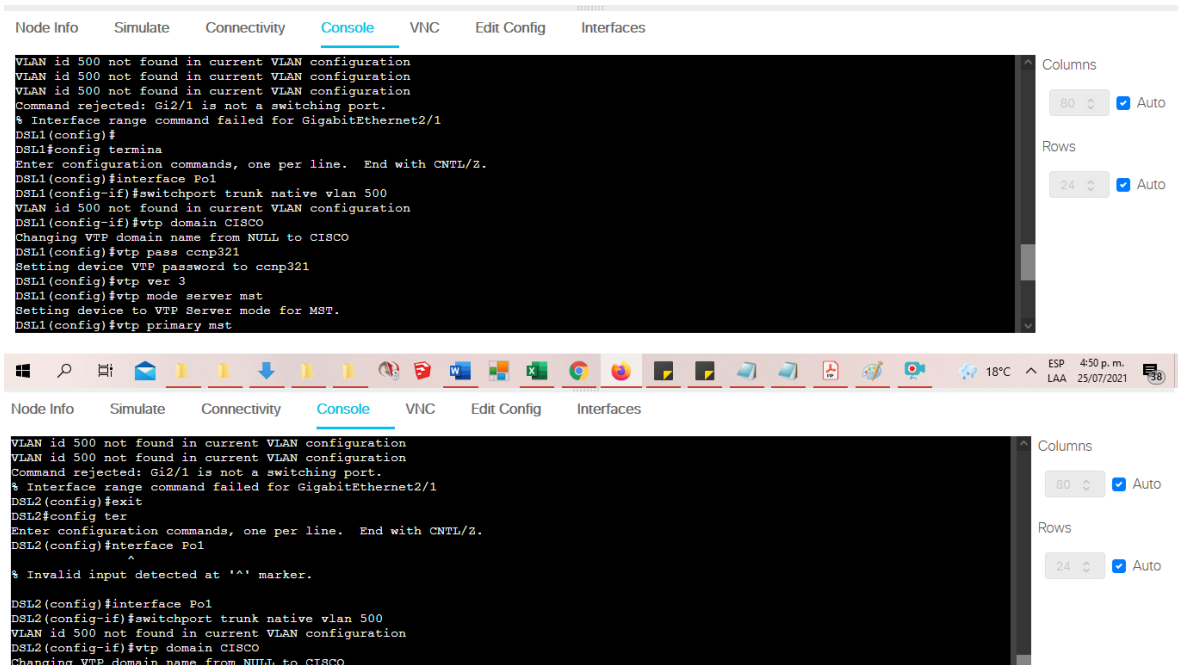 Node Info Simulate Connectivity Console VNC Edit Config Interfaces
VLAN id 500 not found in current VLAN configuration
VLAN id 500 not found in current VLAN configuration
VLAN id 500 not found in current VLAN configuration
Command rejected: Gi2/1 is not a switching port.
% Interface range command failed for GigabitEthernet2/1
DSL1(config)#
DSL1#config termina
Enter configuration commands, one per line.  End with CNTL/Z.
DSL1(config)#interface Po1
DSL1(config-if)#switchport trunk native vlan 500
VLAN id 500 not found in current VLAN configuration
DSL1(config-if)#vtp domain CISCO
Changing VTP domain name from NULL to CISCO
DSL1(config)#vtp pass ccnp321
Setting device VTP password to ccnp321
DSL1(config)#vtp ver 3
DSL1(config)#vtp mode server mst
Setting device to VTP Server mode for MST.
DSL1(config)#vtp primary mst
Columns
80 Auto
Rows
24 Auto
18°C ESP LAA 4:50 p. m. 25/07/2021 38
Node Info Simulate Connectivity Console VNC Edit Config Interfaces
VLAN id 500 not found in current VLAN configuration
VLAN id 500 not found in current VLAN configuration
Command rejected: Gi2/1 is not a switching port.
% Interface range command failed for GigabitEthernet2/1
DSL2(config)#exit
DSL2#config ter
Enter configuration commands, one per line.  End with CNTL/Z.
DSL2(config)#nterface Po1
^
% Invalid input detected at '^' marker.
DSL2(config)#interface Po1
DSL2(config-if)#switchport trunk native vlan 500
VLAN id 500 not found in current VLAN configuration
DSL2(config-if)#vtp domain CISCO
Changing VTP domain name from NULL to CISCO
Columns
80 Auto
Rows
24 Auto